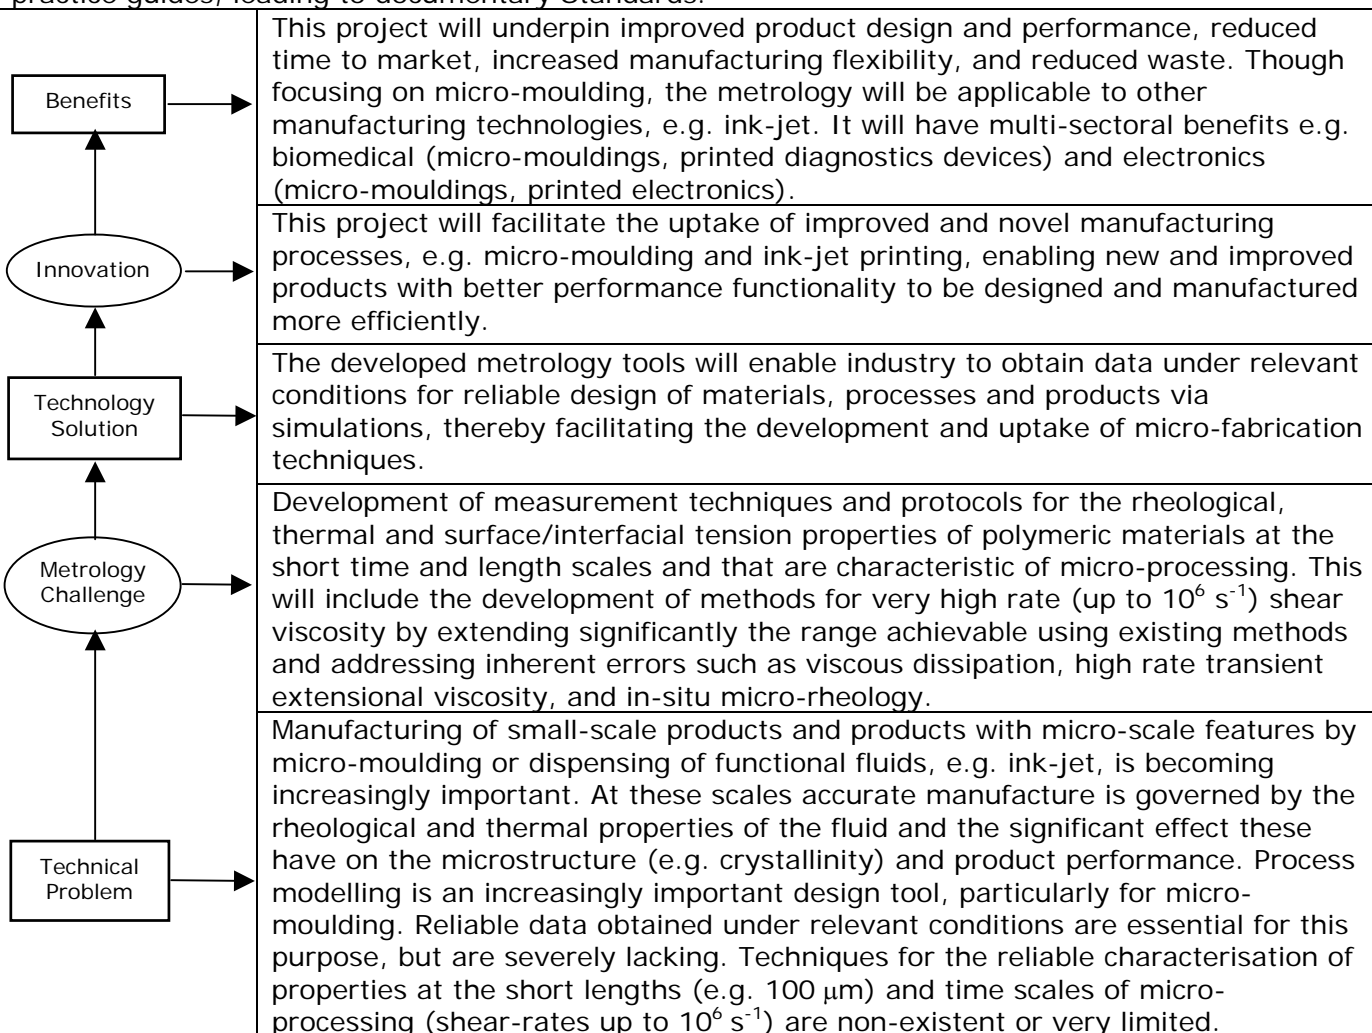 practice guides, leading to documentary Standards.
Benefits
This project will underpin improved product design and performance, reduced
time to market, increased manufacturing flexibility, and reduced waste. Though
focusing on micro-moulding, the metrology will be applicable to other
manufacturing technologies, e.g. ink-jet. It will have multi-sectoral benefits e.g.
biomedical (micro-mouldings, printed diagnostics devices) and electronics
(micro-mouldings, printed electronics).
Innovation
This project will facilitate the uptake of improved and novel manufacturing
processes, e.g. micro-moulding and ink-jet printing, enabling new and improved
products with better performance functionality to be designed and manufactured
more efficiently.
Technology
Solution
The developed metrology tools will enable industry to obtain data under relevant
conditions for reliable design of materials, processes and products via
simulations, thereby facilitating the development and uptake of micro-fabrication
techniques.
Metrology
Challenge
Development of measurement techniques and protocols for the rheological,
thermal and surface/interfacial tension properties of polymeric materials at the
short time and length scales and that are characteristic of micro-processing. This
will include the development of methods for very high rate (up to 10⁶ s⁻¹) shear
viscosity by extending significantly the range achievable using existing methods
and addressing inherent errors such as viscous dissipation, high rate transient
extensional viscosity, and in-situ micro-rheology.
Technical
Problem
Manufacturing of small-scale products and products with micro-scale features by
micro-moulding or dispensing of functional fluids, e.g. ink-jet, is becoming
increasingly important. At these scales accurate manufacture is governed by the
rheological and thermal properties of the fluid and the significant effect these
have on the microstructure (e.g. crystallinity) and product performance. Process
modelling is an increasingly important design tool, particularly for micro-
moulding. Reliable data obtained under relevant conditions are essential for this
purpose, but are severely lacking. Techniques for the reliable characterisation of
properties at the short lengths (e.g. 100 μm) and time scales of micro-
processing (shear-rates up to 10⁶ s⁻¹) are non-existent or very limited.